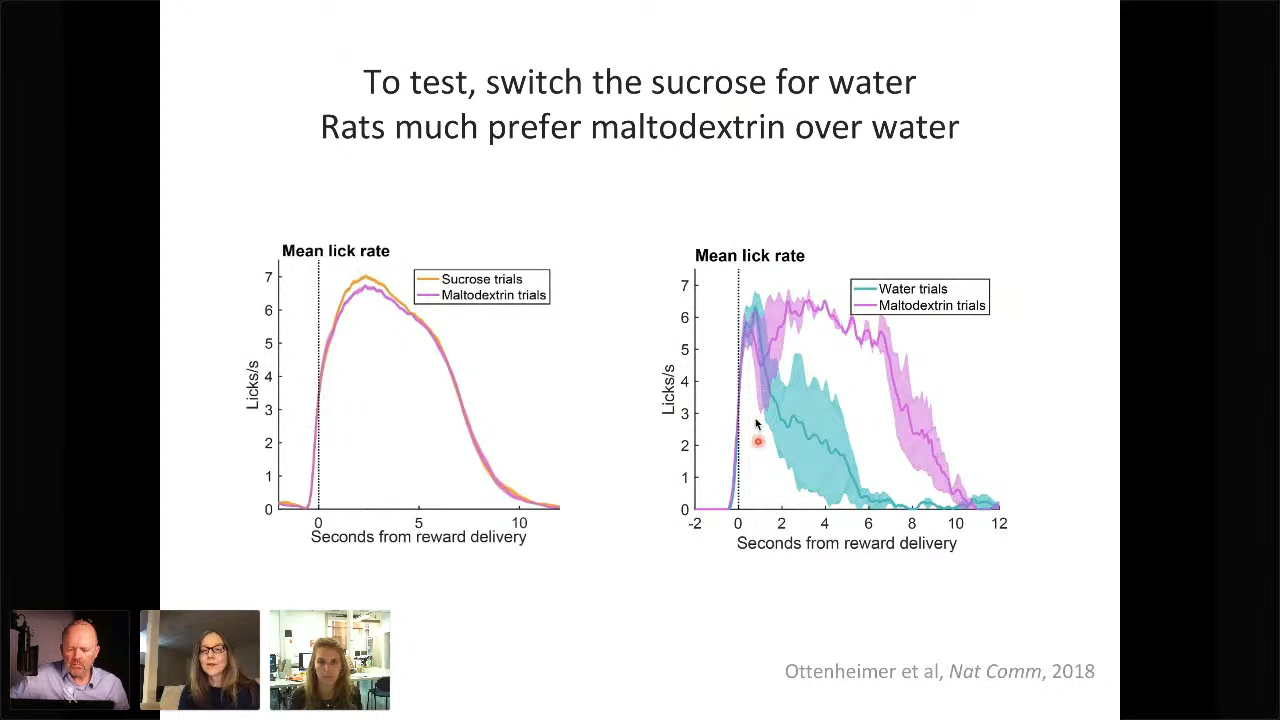 To test, switch the sucrose for water
Rats much prefer maltodextrin over water
Mean lick rate
Sucrose trials
Maltodextrin trials
7
6
5
4
3
2
1
0
Licks/s
0 5 10
Seconds from reward delivery
Mean lick rate
Water trials
Maltodextrin trials
7
6
5
4
3
2
1
0
Licks/s
-2 0 2 4 6 8 10 12
Seconds from reward delivery
Ottenheimer et al, Nat Comm, 2018